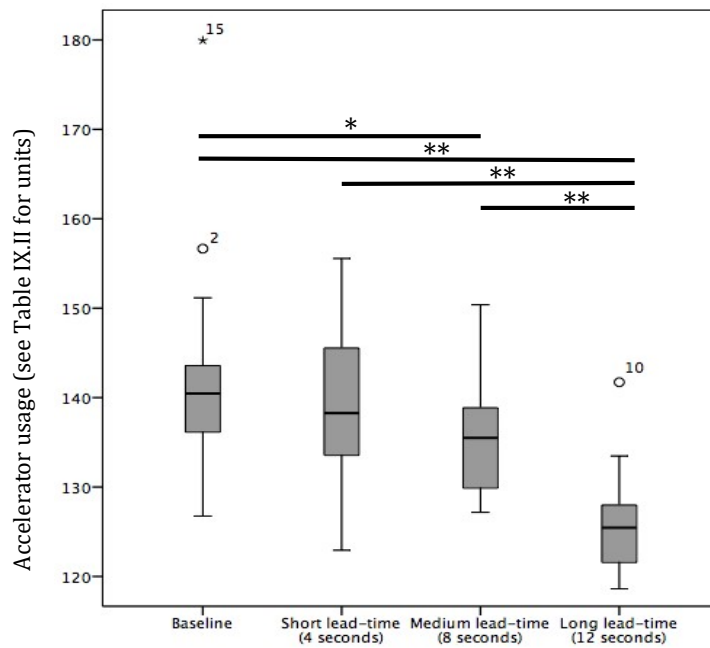 Accelerator usage (see Table IX.II for units)
180
170
160
150
140
130
120
*15
*
**
**
**
2
10
Baseline
Short lead-time
(4 seconds)
Medium lead-time
(8 seconds)
Long lead-time
(12 seconds)